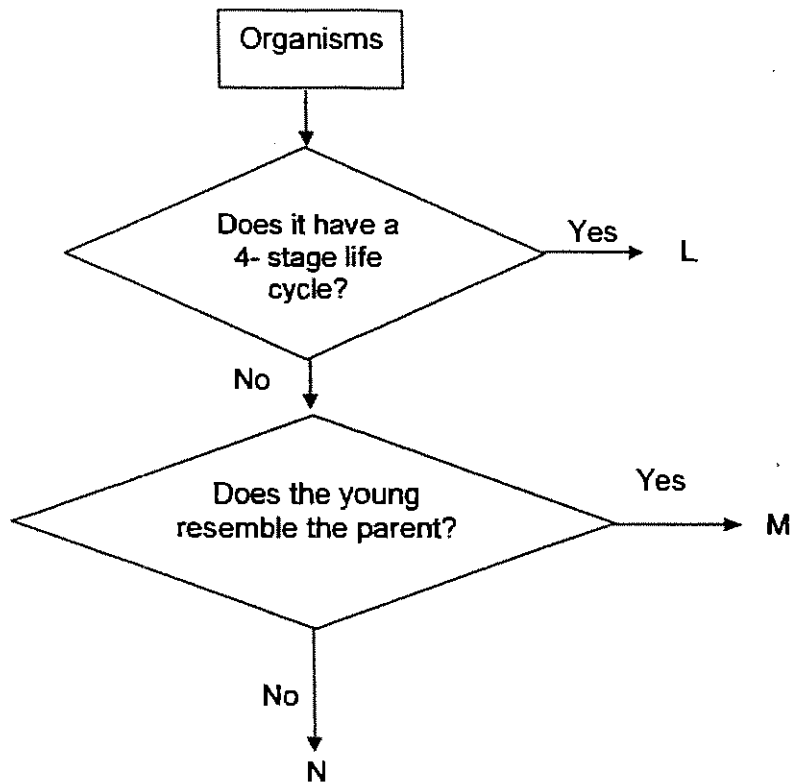 Organisms
Does it have a
4- stage life
cycle?
Yes
L
No
Does the young
resemble the parent?
Yes
M
No
N